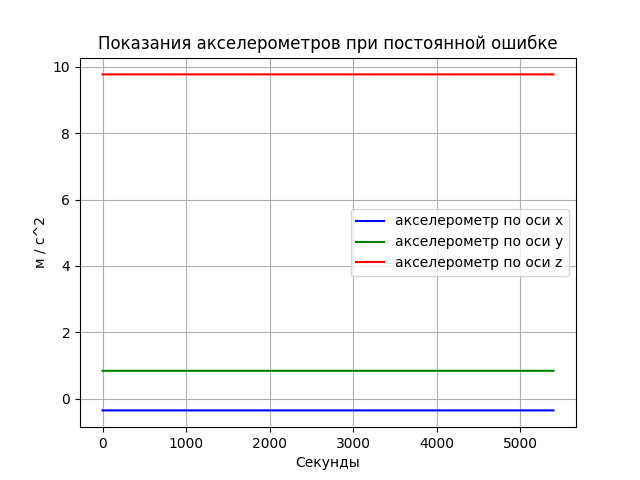 Показания акселерометров при постоянной ошибке
10
8
6
4
2
0
м / с^2
акселерометр по оси x
акселерометр по оси y
акселерометр по оси z
0 1000 2000 3000 4000 5000
Секунды